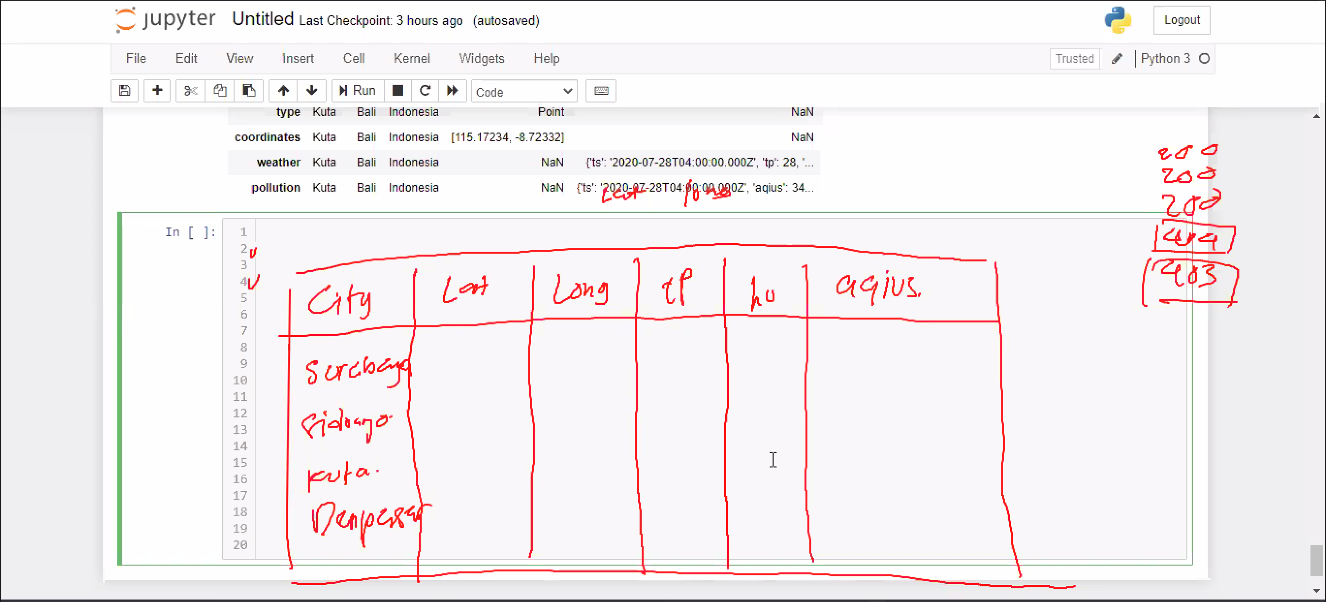 jupyter Untitled Last Checkpoint: 3 hours ago (autosaved) Logout
File Edit View Insert Cell Kernel Widgets Help Trusted Python 3
Run Code
type Kuta Bali Indonesia Point NaN
coordinates Kuta Bali Indonesia [115.17234, -8.72332] NaN
weather Kuta Bali Indonesia NaN {'ts': '2020-07-28T04:00:00.000Z', 'tp': 28, '...
pollution Kuta Bali Indonesia NaN {'ts': '2020-07-28T04:00:00.000Z', 'aqius': 34...
Lat long
200
200
200
404
403
In [ ]:
1
2
3
4
5
6
7
8
9
10
11
12
13
14
15
16
17
18
19
20
City Lat Long tP hu aqius.
Surabaya
Kuta.
Denpasar